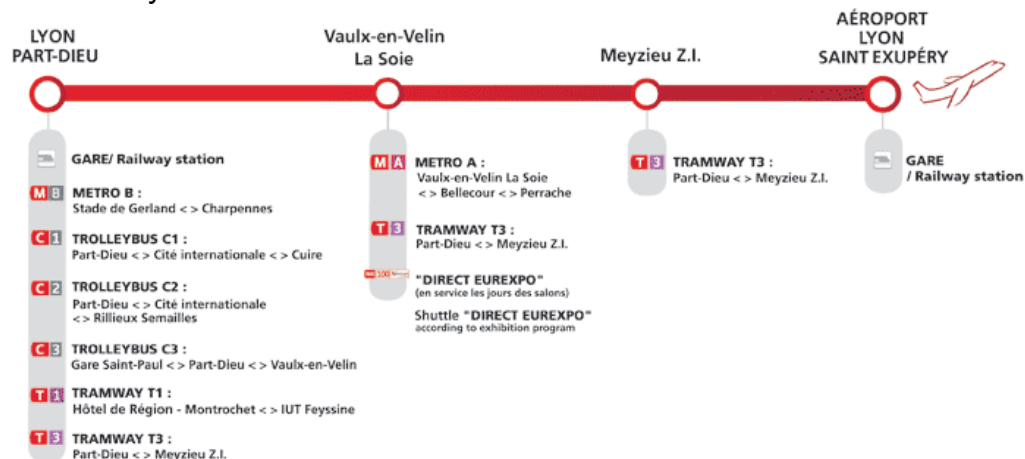 LYON
PART-DIEU
Vaulx-en-Velin
La Soie
Meyzieu Z.I.
AÉROPORT
LYON
SAINT EXUPÉRY
GARE/ Railway station
M B METRO B :
Stade de Gerland < > Charpennes
C 1 TROLLEYBUS C1 :
Part-Dieu < > Cité internationale < > Cuire
C 2 TROLLEYBUS C2 :
Part-Dieu < > Cité internationale
< > Rillieux Semailles
C 3 TROLLEYBUS C3 :
Gare Saint-Paul < > Part-Dieu < > Vaulx-en-Velin
T 1 TRAMWAY T1 :
Hôtel de Région - Montrochet < > IUT Feyssine
T 3 TRAMWAY T3 :
Part-Dieu < > Meyzieu Z.I.
M A METRO A :
Vaulx-en-Velin La Soie
< > Bellecour < > Perrache
T 3 TRAMWAY T3 :
Part-Dieu < > Meyzieu Z.I.
100 "DIRECT EUREXPO"
(en service les jours des salons)
Shuttle "DIRECT EUREXPO"
according to exhibition program
T 3 TRAMWAY T3 :
Part-Dieu < > Meyzieu Z.I.
GARE
/ Railway station